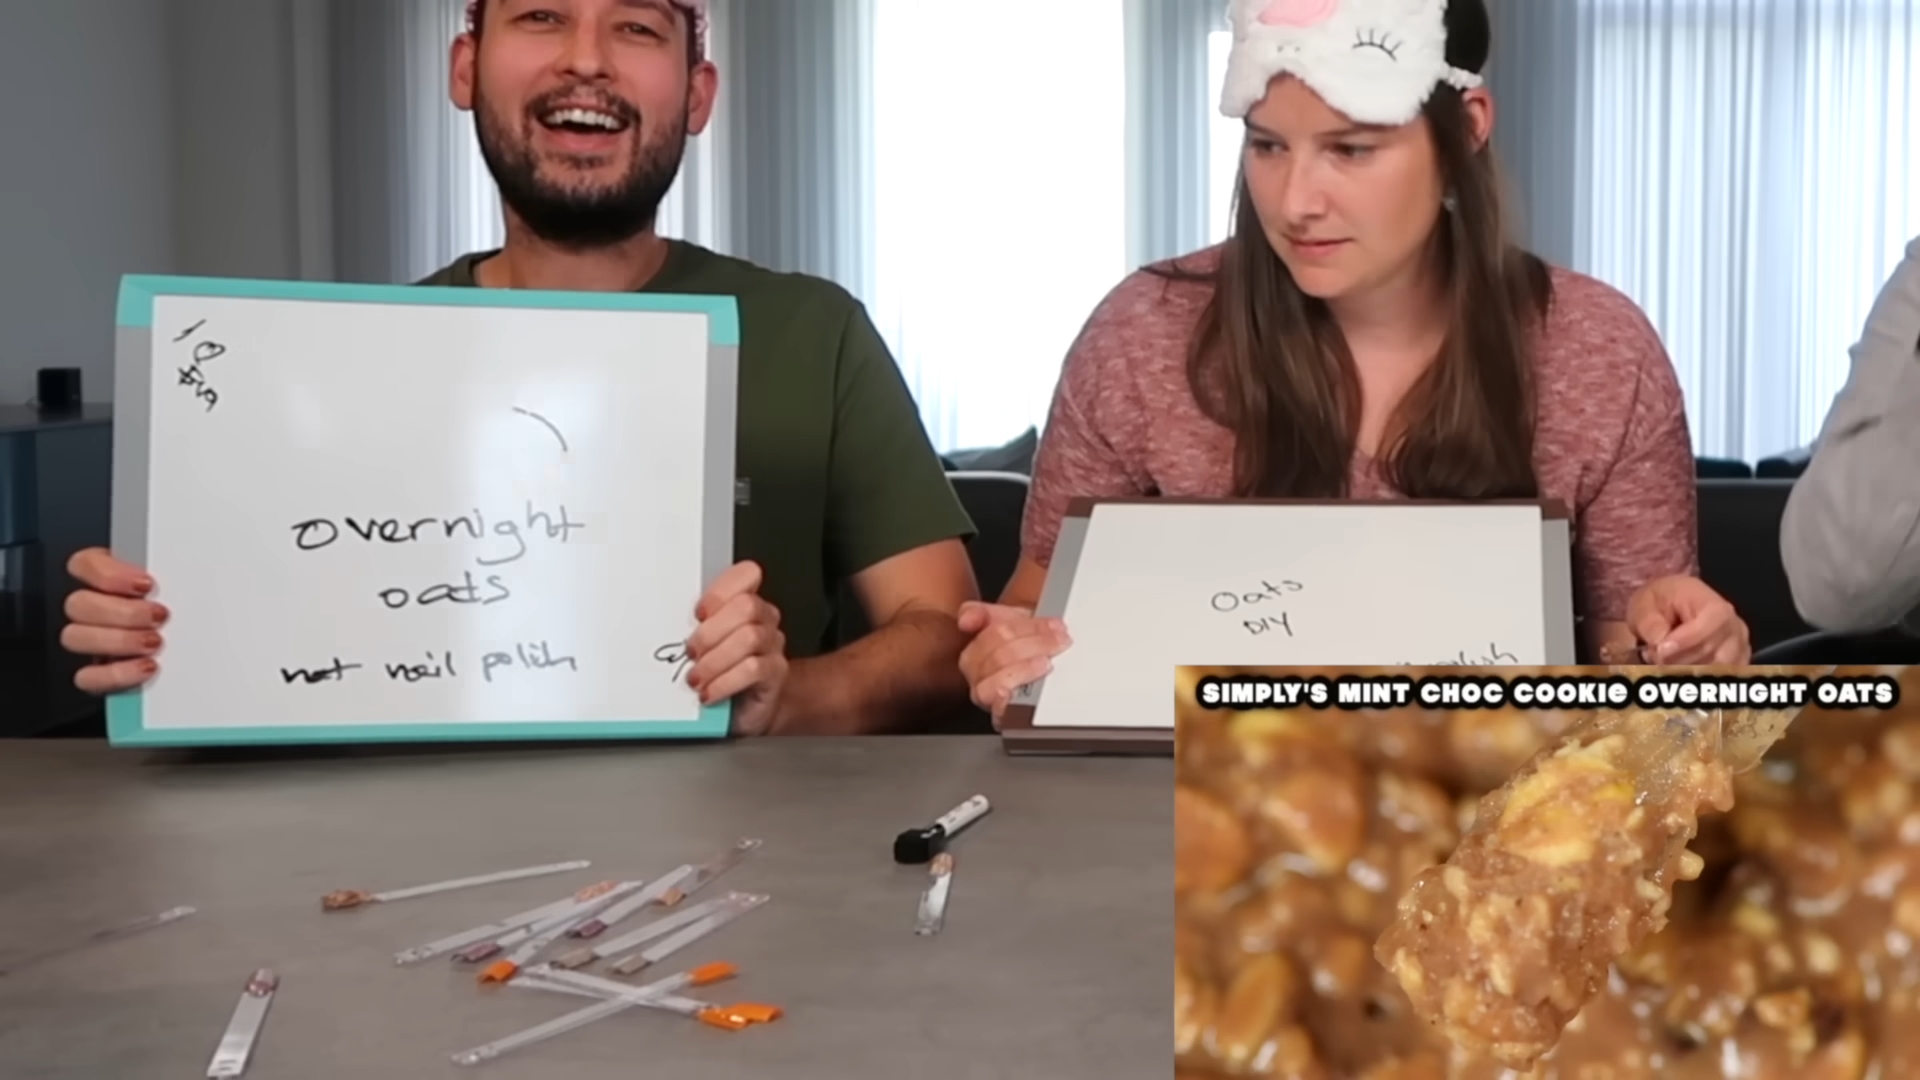 overnight
oats
not nail polish
Oats
DIY
SIMPLY'S MINT CHOC COOKIE OVERNIGHT OATS